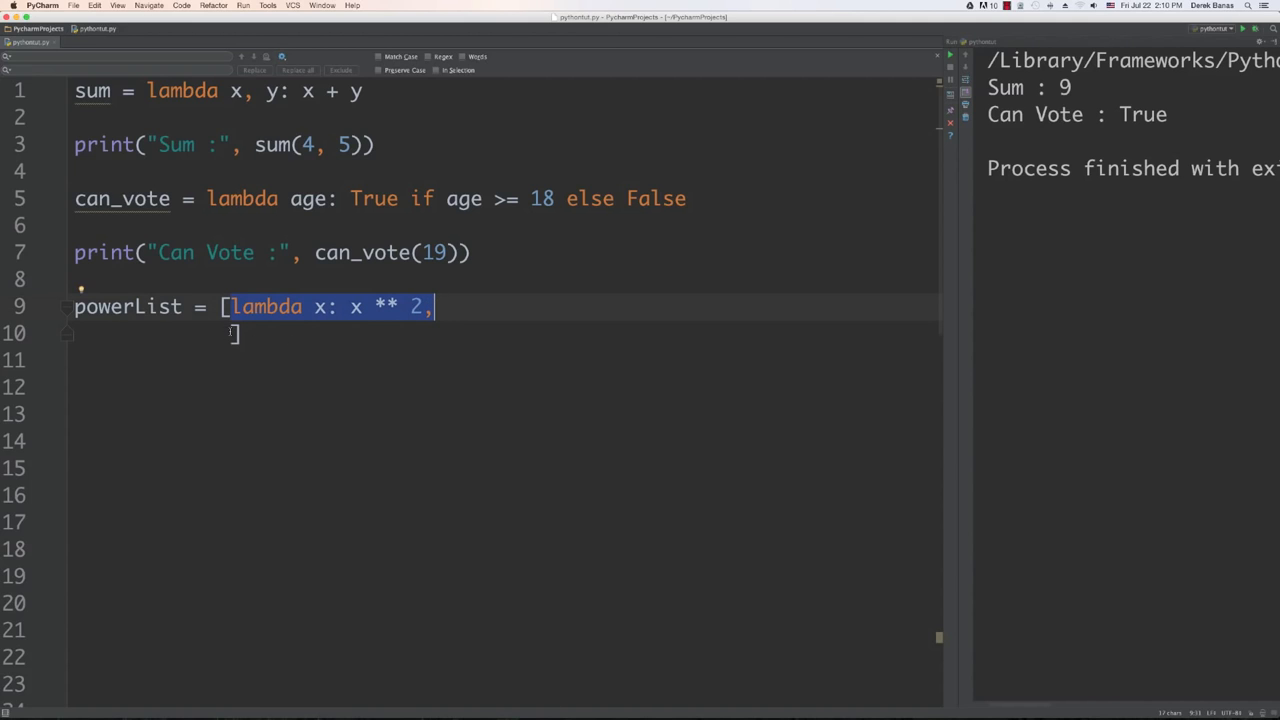 PyCharm File Edit View Navigate Code Refactor Run Tools VCS Window Help
10 Fri Jul 22 2:10 PM Derek Banas
pythontut.py - PycharmProjects - [~/PycharmProjects]
PycharmProjects pythontut.py
pythontut
pythontut.py
Run pythontut
Match Case Regex Words
Replace Replace all Exclude Preserve Case In Selection
1 sum = lambda x, y: x + y
2
3 print("Sum :", sum(4, 5))
4
5 can_vote = lambda age: True if age >= 18 else False
6
7 print("Can Vote :", can_vote(19))
8
9 powerList = [lambda x: x ** 2,
10 ]
11
12
13
14
15
16
17
18
19
20
21
22
23
/Library/Frameworks/Pytho
Sum : 9
Can Vote : True
Process finished with exi
17 chars 9:31 LF UTF-8